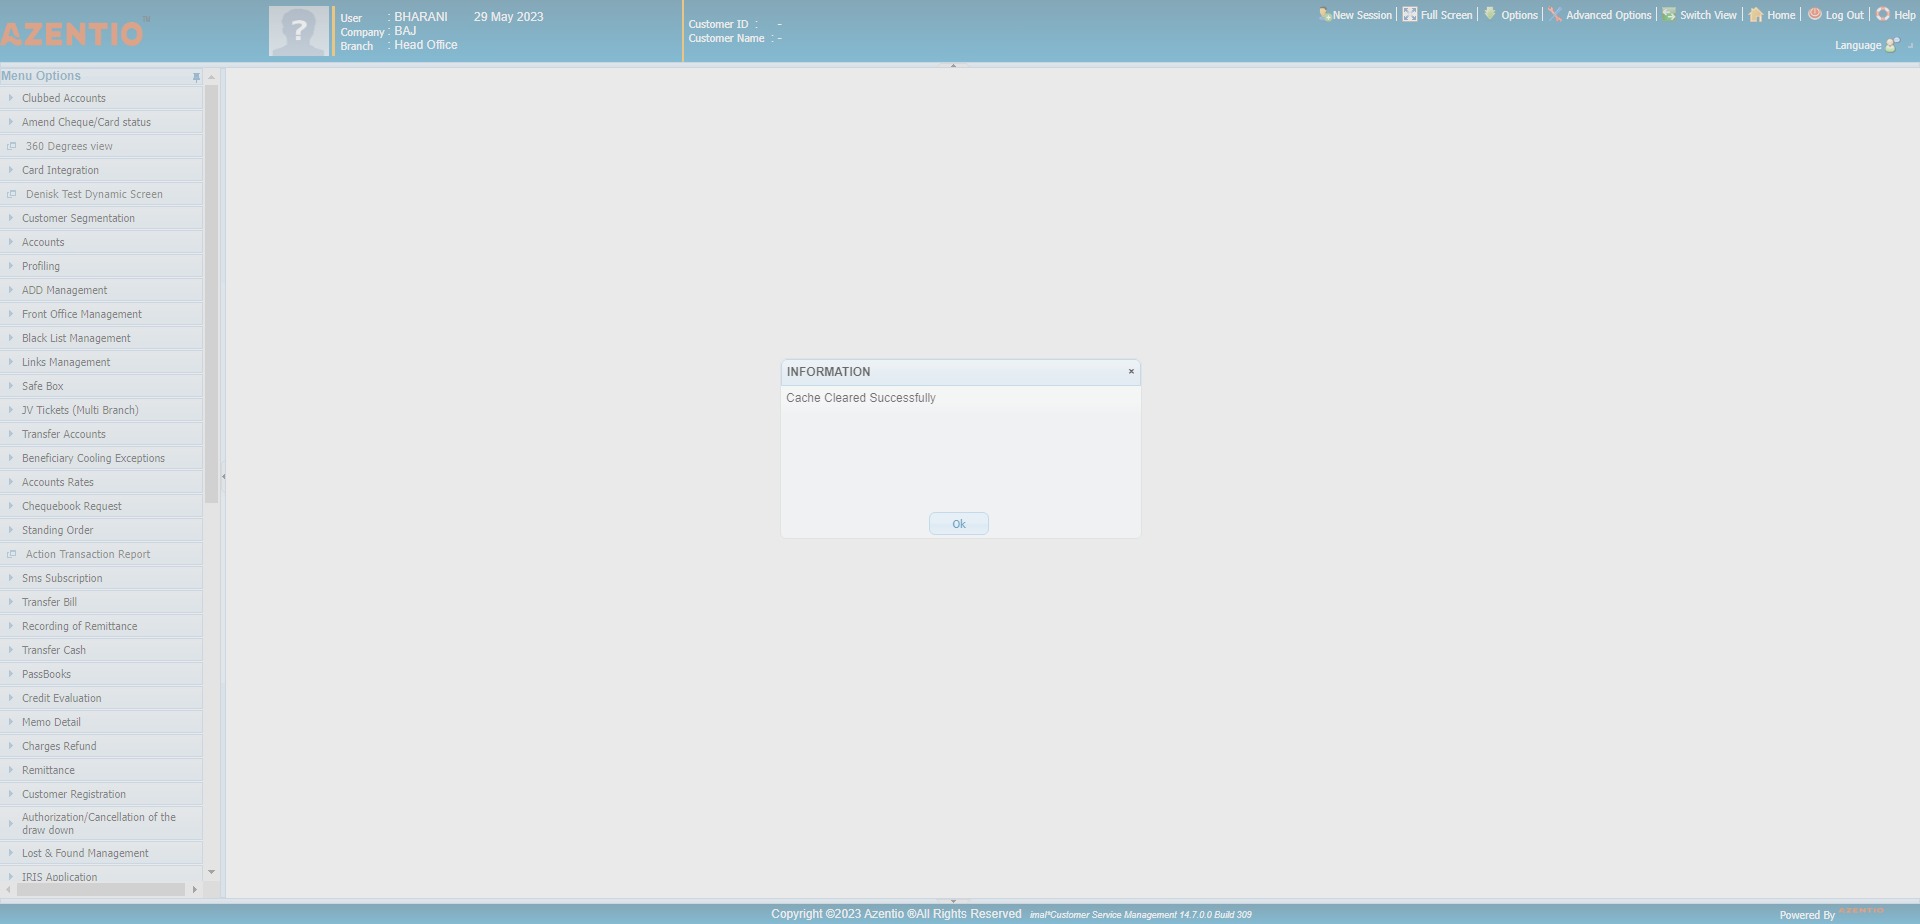 AZENTIO™
User : BHARANI 29 May 2023
Company : BAJ
Branch : Head Office
Customer ID : -
Customer Name : -
New Session Full Screen Options Advanced Options Switch View Home Log Out Help
Language
Menu Options
Clubbed Accounts
Amend Cheque/Card status
360 Degrees view
Card Integration
Denisk Test Dynamic Screen
Customer Segmentation
Accounts
Profiling
ADD Management
Front Office Management
Black List Management
Links Management
Safe Box
JV Tickets (Multi Branch)
Transfer Accounts
Beneficiary Cooling Exceptions
Accounts Rates
Chequebook Request
Standing Order
Action Transaction Report
Sms Subscription
Transfer Bill
Recording of Remittance
Transfer Cash
PassBooks
Credit Evaluation
Memo Detail
Charges Refund
Remittance
Customer Registration
Authorization/Cancellation of the
draw down
Lost & Found Management
IRIS Application
INFORMATION ×
Cache Cleared Successfully
Ok
Copyright ©2023 Azentio ®All Rights Reserved imal®Customer Service Management 14.7.0.0 Build 309
Powered By AZENTIO